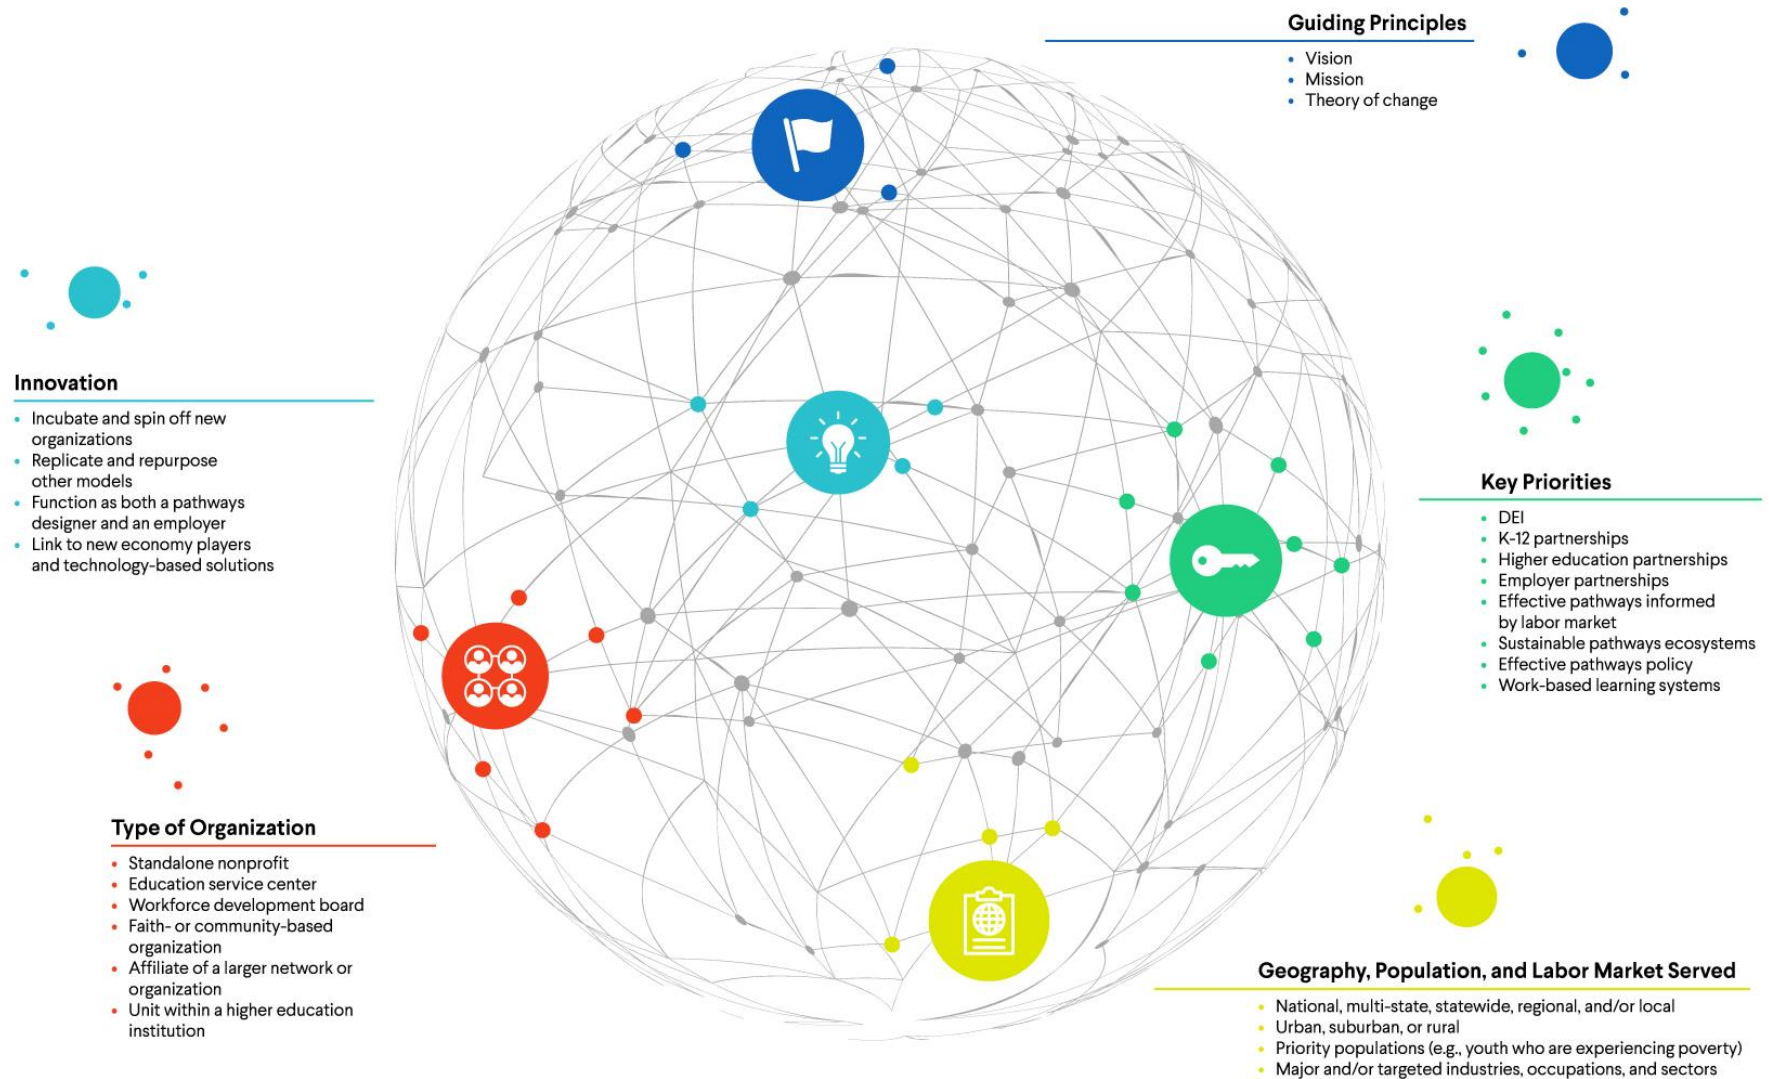 Guiding Principles
• Vision
• Mission
• Theory of change
Innovation
• Incubate and spin off new
organizations
• Replicate and repurpose
other models
• Function as both a pathways
designer and an employer
• Link to new economy players
and technology-based solutions
Key Priorities
• DEI
• K-12 partnerships
• Higher education partnerships
• Employer partnerships
• Effective pathways informed
by labor market
• Sustainable pathways ecosystems
• Effective pathways policy
• Work-based learning systems
Type of Organization
• Standalone nonprofit
• Education service center
• Workforce development board
• Faith- or community-based
organization
• Affiliate of a larger network or
organization
• Unit within a higher education
institution
Geography, Population, and Labor Market Served
• National, multi-state, statewide, regional, and/or local
• Urban, suburban, or rural
• Priority populations (e.g., youth who are experiencing poverty)
• Major and/or targeted industries, occupations, and sectors